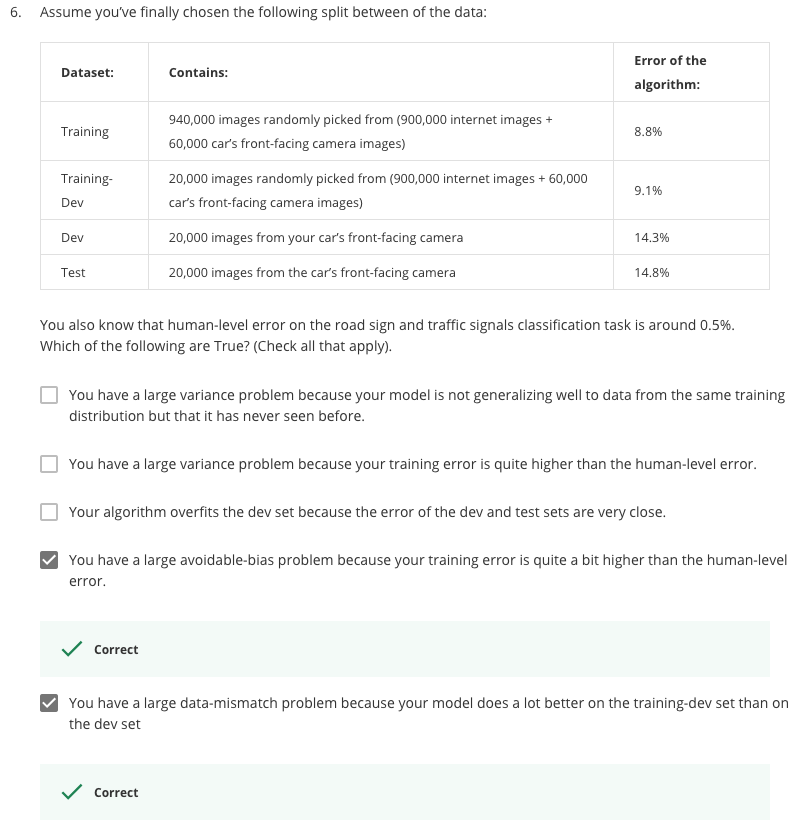 6. Assume you've finally chosen the following split between of the data:
Dataset: Contains: Error of the
algorithm:
Training 940,000 images randomly picked from (900,000 internet images +
60,000 car's front-facing camera images) 8.8%
Training-
Dev 20,000 images randomly picked from (900,000 internet images + 60,000
car's front-facing camera images) 9.1%
Dev 20,000 images from your car's front-facing camera 14.3%
Test 20,000 images from the car's front-facing camera 14.8%
You also know that human-level error on the road sign and traffic signals classification task is around 0.5%.
Which of the following are True? (Check all that apply).
You have a large variance problem because your model is not generalizing well to data from the same training
distribution but that it has never seen before.
You have a large variance problem because your training error is quite higher than the human-level error.
Your algorithm overfits the dev set because the error of the dev and test sets are very close.
You have a large avoidable-bias problem because your training error is quite a bit higher than the human-level
error.
Correct
You have a large data-mismatch problem because your model does a lot better on the training-dev set than on
the dev set
Correct